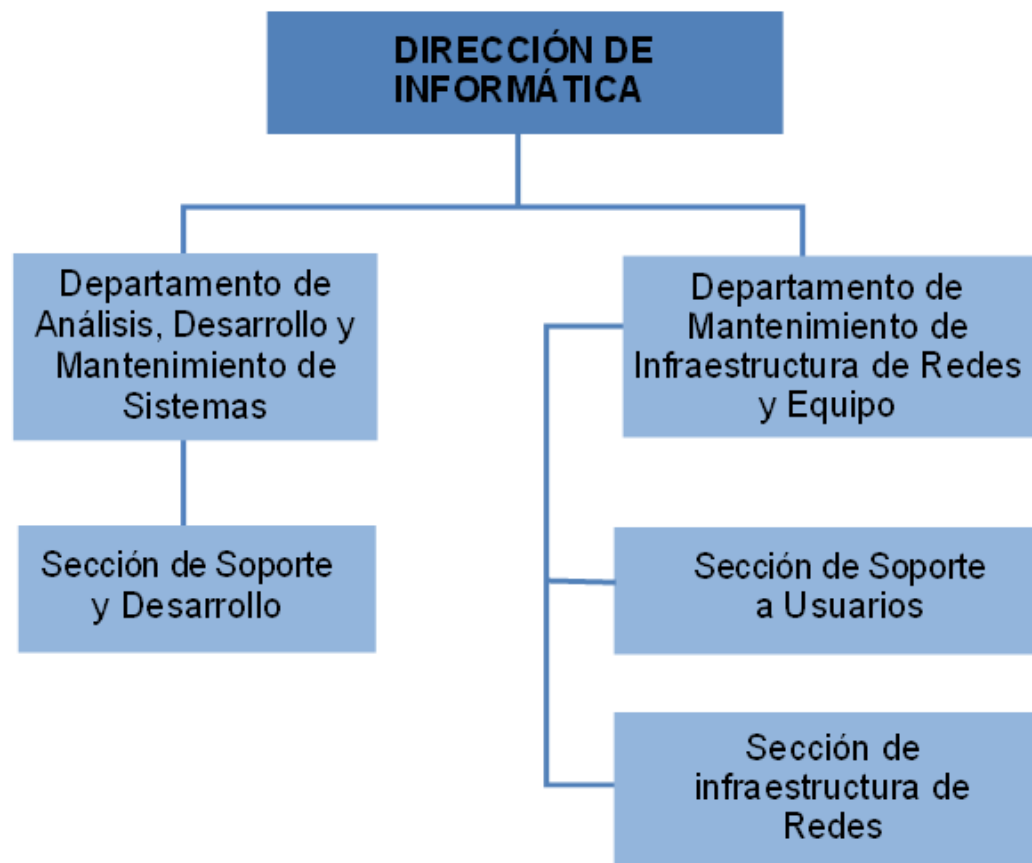 DIRECCIÓN DE
INFORMÁTICA
Departamento de
Análisis, Desarrollo y
Mantenimiento de
Sistemas
Departamento de
Mantenimiento de
Infraestructura de Redes
y Equipo
Sección de Soporte
y Desarrollo
Sección de Soporte
a Usuarios
Sección de
infraestructura de
Redes